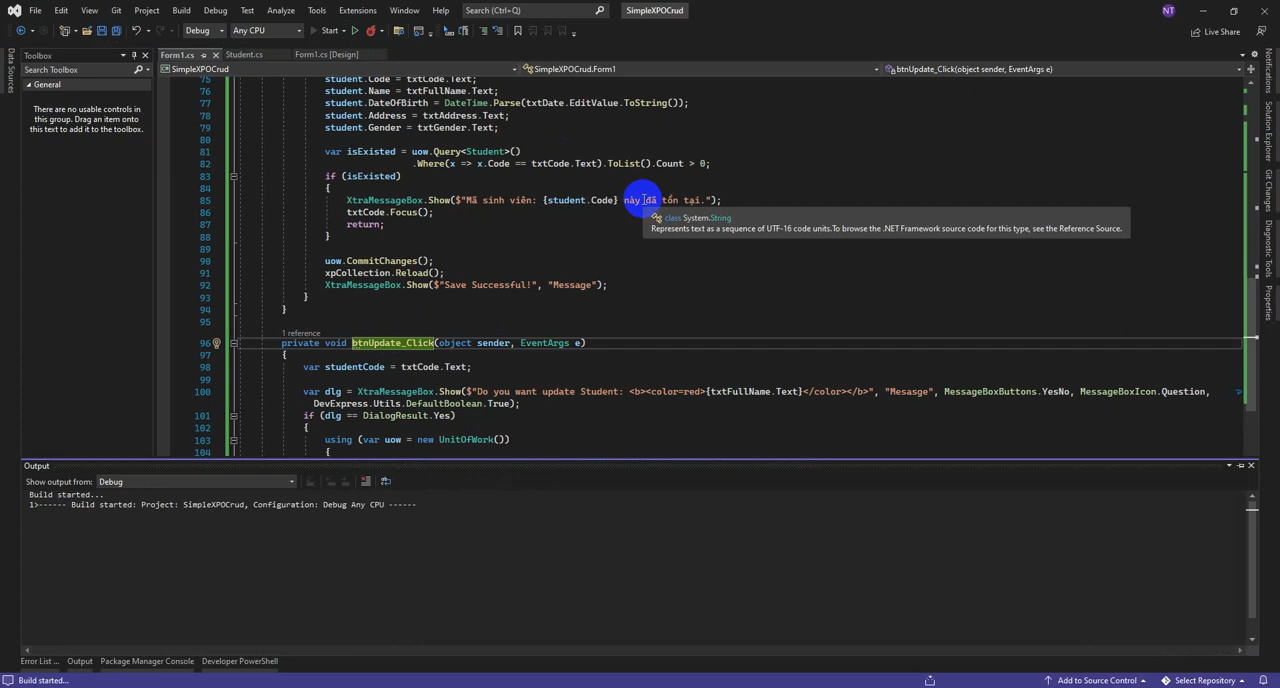 File Edit View Git Project Build Debug Test Analyze Tools Extensions Window Help Search (Ctrl+Q) SimpleXPOCrud NT
Debug Any CPU Start Live Share
Toolbox
Form1.cs Student.cs Form1.cs [Design]
Search Toolbox
SimpleXPOCrud SimpleXPOCrud.Form1 btnUpdate_Click(object sender, EventArgs e)
General
There are no usable controls in
this group. Drag an item onto
this text to add it to the toolbox.
Data Sources
75 student.Code = txtCode.Text;
76 student.Name = txtFullName.Text;
77 student.DateOfBirth = DateTime.Parse(txtDate.EditValue.ToString());
78 student.Address = txtAddress.Text;
79 student.Gender = txtGender.Text;
80
81 var isExisted = uow.Query<Student>()
82 .Where(x => x.Code == txtCode.Text).ToList().Count > 0;
83 if (isExisted)
84 {
85 XtraMessageBox.Show($"Mã sinh viên: {student.Code} này đã tồn tại.");
86 txtCode.Focus();
87 return;
88 }
89
90 uow.CommitChanges();
91 xpCollection.Reload();
92 XtraMessageBox.Show($"Save Successful!", "Message");
93 }
94 }
95
class System.String
Represents text as a sequence of UTF-16 code units.To browse the .NET Framework source code for this type, see the Reference Source.
1 reference
96 private void btnUpdate_Click(object sender, EventArgs e)
97 {
98 var studentCode = txtCode.Text;
99
100 var dlg = XtraMessageBox.Show($"Do you want update Student: <b><color=red>{txtFullName.Text}</color></b>", "Mesasge", MessageBoxButtons.YesNo, MessageBoxIcon.Question,
DevExpress.Utils.DefaultBoolean.True);
101 if (dlg == DialogResult.Yes)
102 {
103 using (var uow = new UnitOfWork())
104 {
Notifications
Solution Explorer
Git Changes
Diagnostic Tools
Properties
Output
Show output from: Debug
Build started...
1>------ Build started: Project: SimpleXPOCrud, Configuration: Debug Any CPU ------
Error List ... Output Package Manager Console Developer PowerShell
Build started... Add to Source Control Select Repository